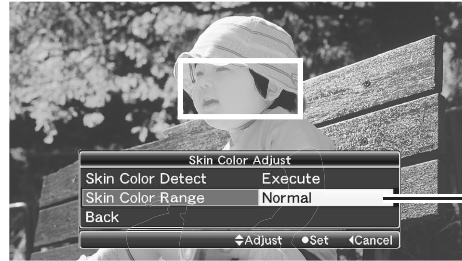 Skin Color Adjust
Skin Color Detect Execute
Skin Color Range Normal
Back
Adjust Set Cancel